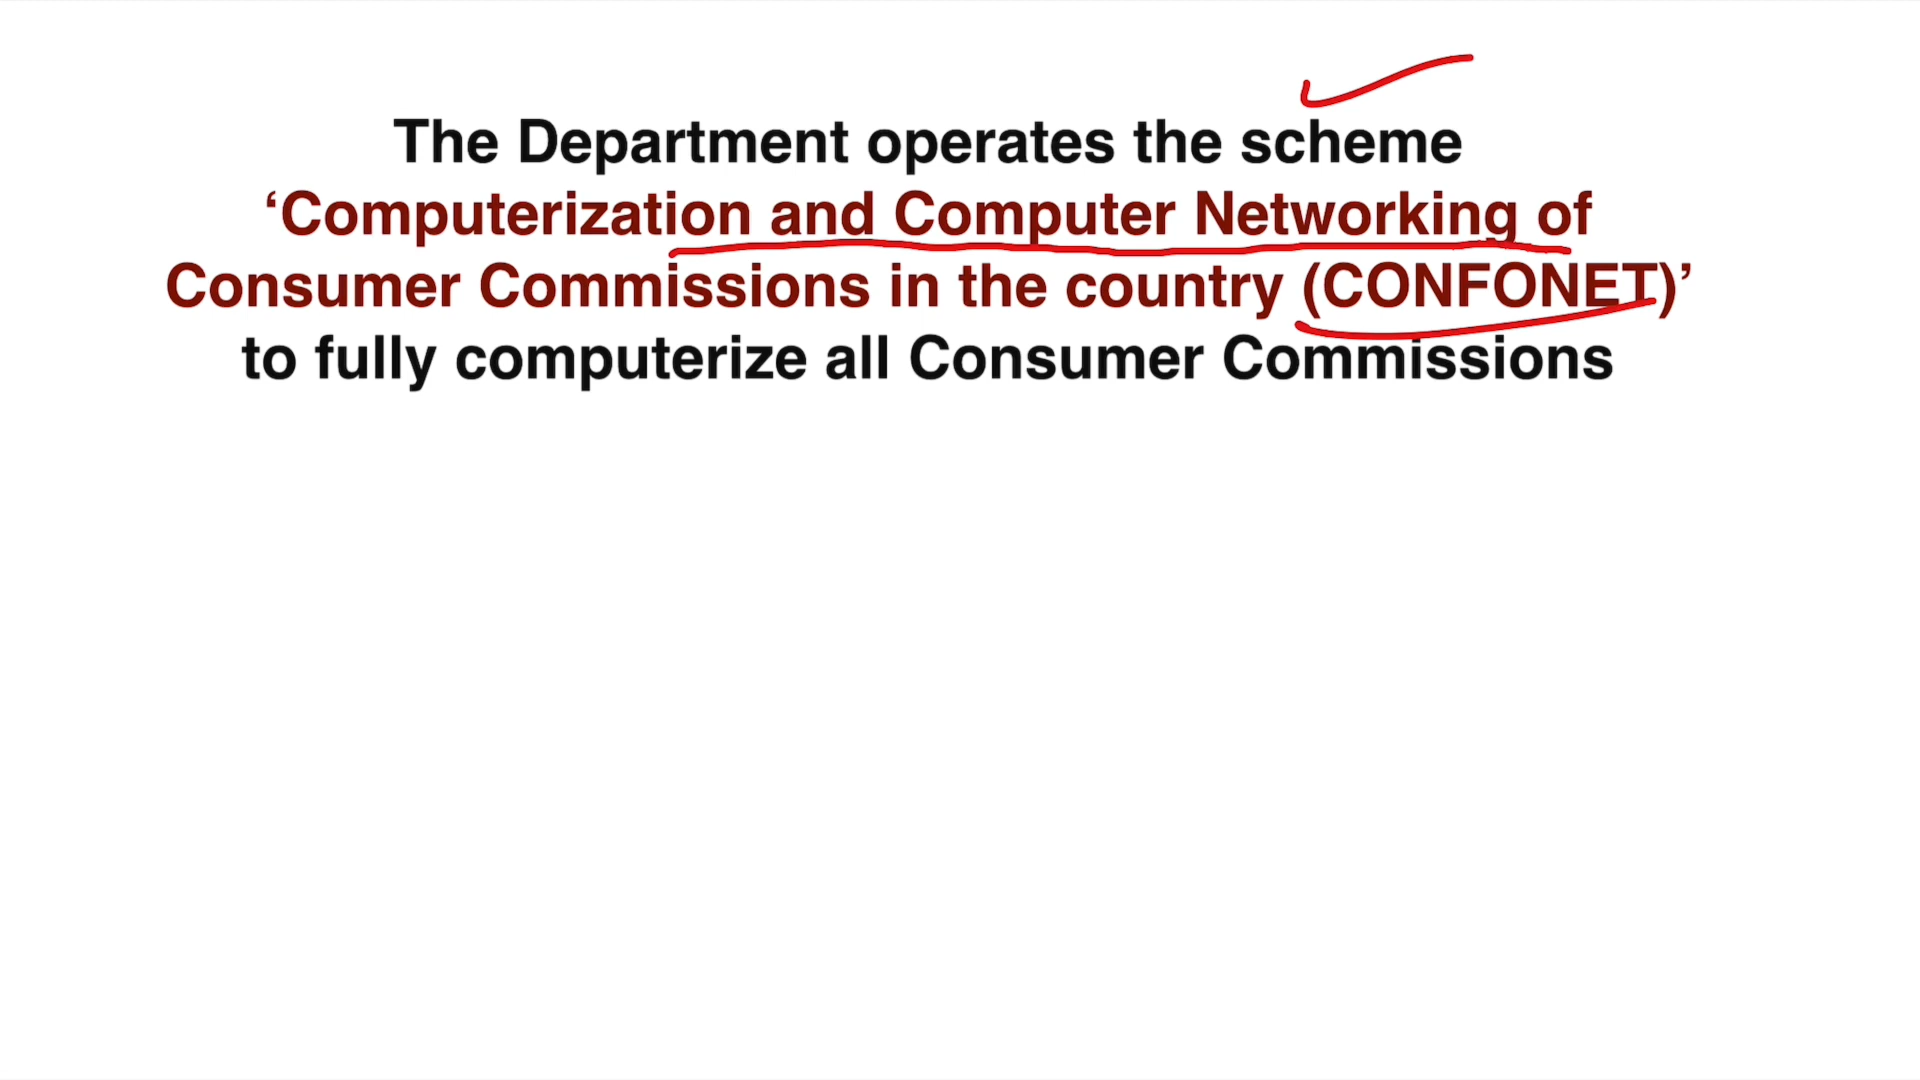 The Department operates the scheme
‘Computerization and Computer Networking of
Consumer Commissions in the country (CONFONET)’
to fully computerize all Consumer Commissions